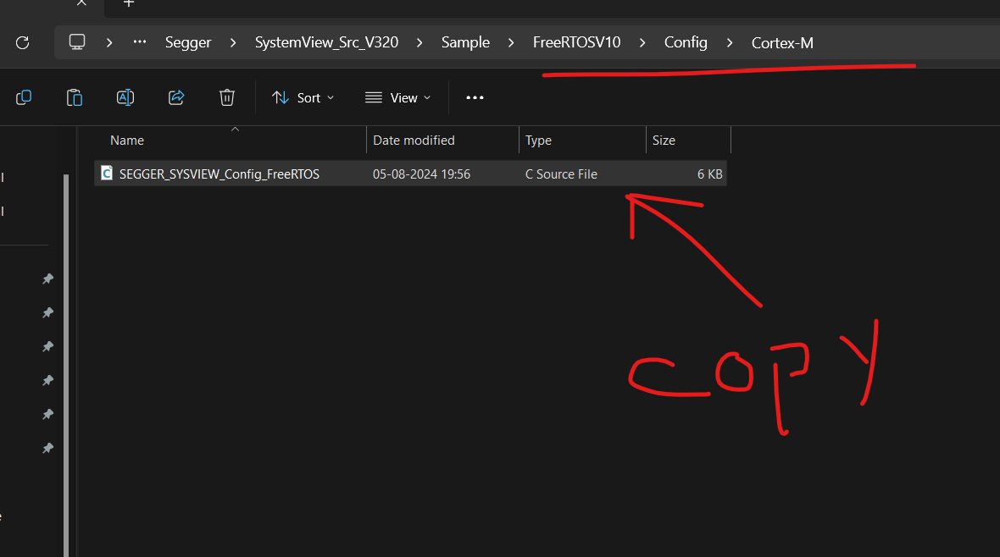 Segger > SystemView_Src_V320 > Sample > FreeRTOSV10 > Config > Cortex-M
Sort View
Name Date modified Type Size
SEGGER_SYSVIEW_Config_FreeRTOS 05-08-2024 19:56 C Source File 6 KB
copy